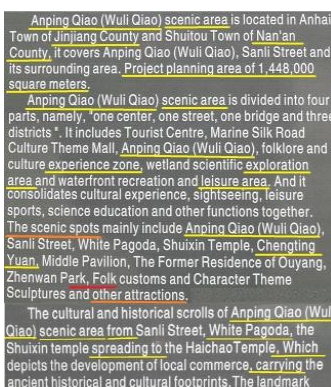 Anping Qiao (Wuli Qiao) scenic area is located in Anhai
Town of Jinjiang County and Shuitou Town of Nan'an
County, it covers Anping Qiao (Wuli Qiao), Sanli Street and
its surrounding area. Project planning area of 1,448,000
square meters.
Anping Qiao (Wuli Qiao) scenic area is divided into four
parts, namely, "one center, one street, one bridge and three
districts ". It includes Tourist Centre, Marine Silk Road
Culture Theme Mall, Anping Qiao (Wuli Qiao), folklore and
culture experience zone, wetland scientific exploration
area and waterfront recreation and leisure area. And it
consolidates cultural experience, sightseeing, leisure
sports, science education and other functions together.
The scenic spots mainly include Anping Qiao (Wuli Qiao),
Sanli Street, White Pagoda, Shuixin Temple, Chengting
Yuan, Middle Pavilion, The Former Residence of Ouyang,
Zhenwan Park, Folk customs and Character Theme
Sculptures and other attractions.
The cultural and historical scrolls of Anping Qiao (Wul
Qiao) scenic area from Sanli Street, White Pagoda, the
Shuixin temple spreading to the HaichaoTemple, Which
depicts the development of local commerce, carrying the
ancient historical and cultural footprints. The landmark